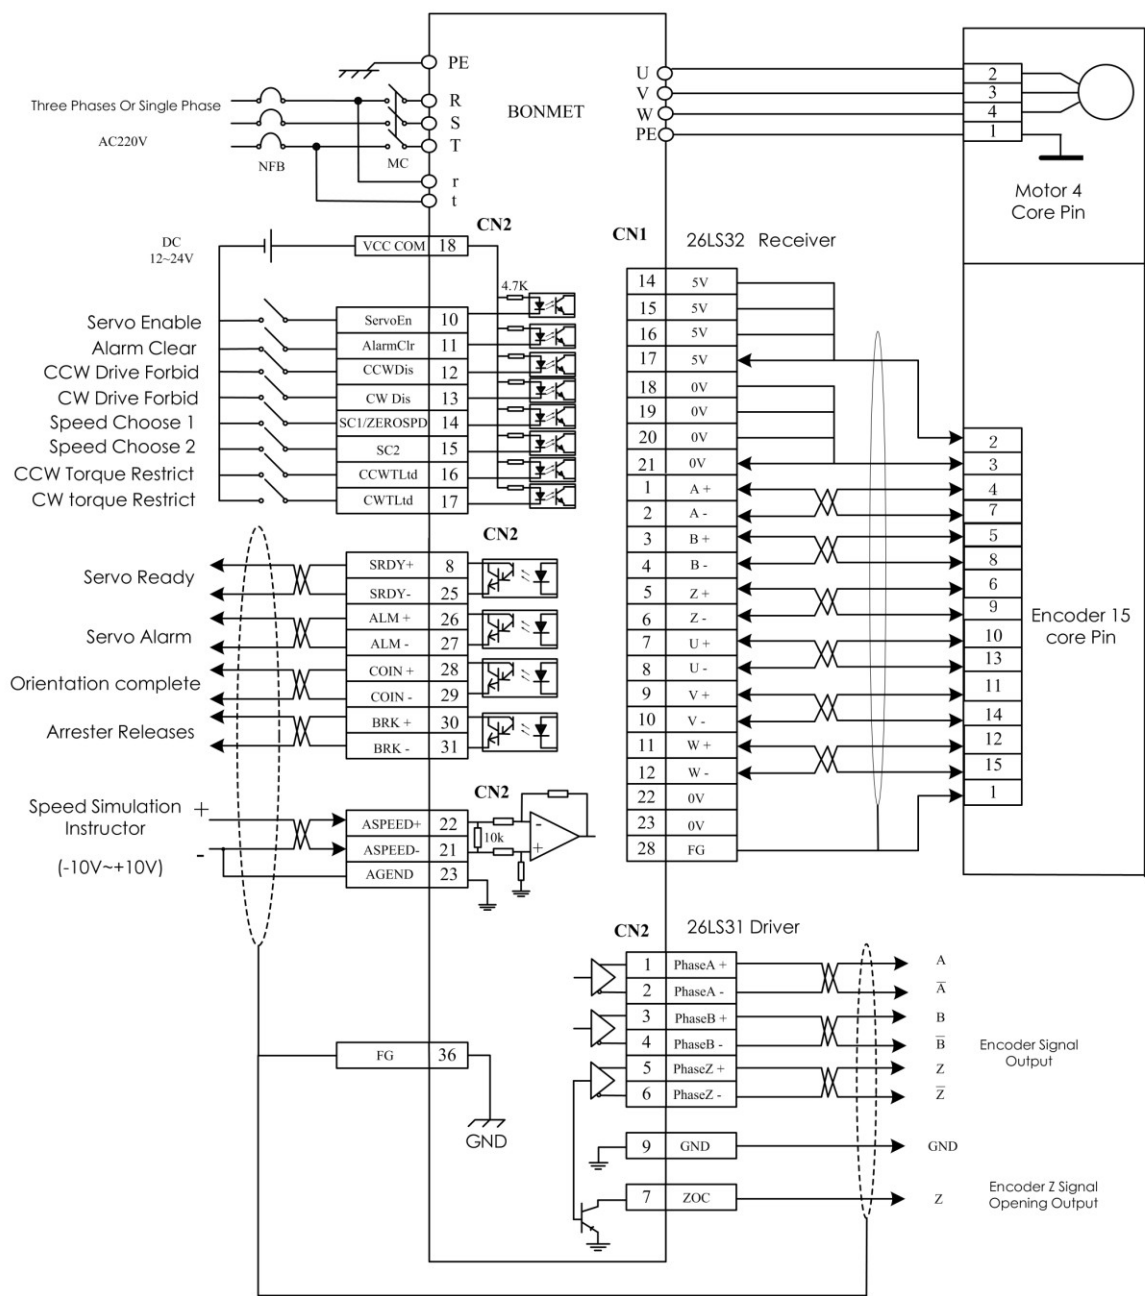 PE
Three Phases Or Single Phase
R
S
AC220V
T
NFB
MC
r
t
BONMET
U
V
W
PE
2
3
4
1
Motor 4
Core Pin
CN2
DC
12~24V
VCC COM 18
4.7K
Servo Enable ServoEn 10
Alarm Clear AlarmClr 11
CCW Drive Forbid CCWDis 12
CW Drive Forbid CW Dis 13
Speed Choose 1 SC1/ZEROSPD 14
Speed Choose 2 SC2 15
CCW Torque Restrict CCWTLtd 16
CW torque Restrict CWTLtd 17
CN2
Servo Ready
SRDY+ 8
SRDY- 25
Servo Alarm
ALM + 26
ALM - 27
Orientation complete
COIN + 28
COIN - 29
Arrester Releases
BRK + 30
BRK - 31
CN2
Speed Simulation
Instructor
+
-
(-10V~+10V)
ASPEED+ 22
ASPEED- 21
AGEND 23
10k
-
+
FG 36
GND
CN1
26LS32 Receiver
14 5V
15 5V
16 5V
17 5V
18 0V
19 0V
20 0V
21 0V
1 A +
2 A -
3 B +
4 B -
5 Z +
6 Z -
7 U +
8 U -
9 V +
10 V -
11 W +
12 W -
22 0V
23 0V
28 FG
2
3
4
7
5
8
6
9
10
13
11
14
12
15
1
Encoder 15
core Pin
CN2
26LS31 Driver
1 PhaseA + A
2 PhaseA - A̅
3 PhaseB + B
4 PhaseB - B̅
5 PhaseZ + Z
6 PhaseZ - Z̅
Encoder Signal
Output
9 GND GND
7 ZOC Z
Encoder Z Signal
Opening Output